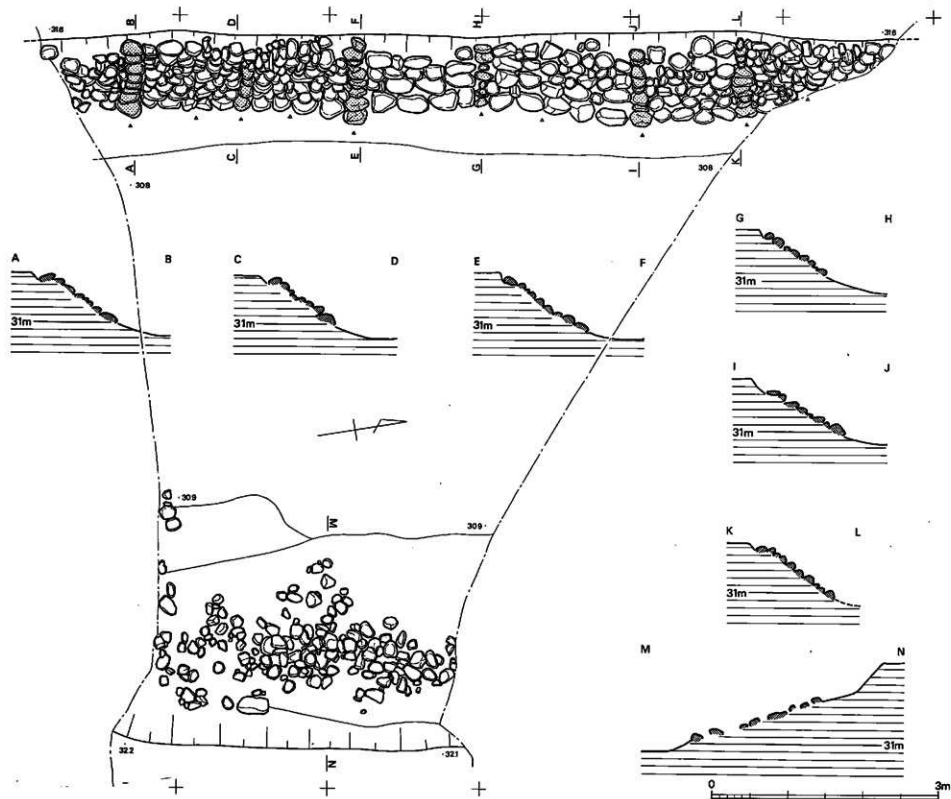 B D F H J L
·316 ·316
A C E G I K
·308 308
A B C D E F G H
31m 31m 31m 31m
I J
31m
·309 M 309·
K L
31m
M N
31m
·322 N ·321
0 3m